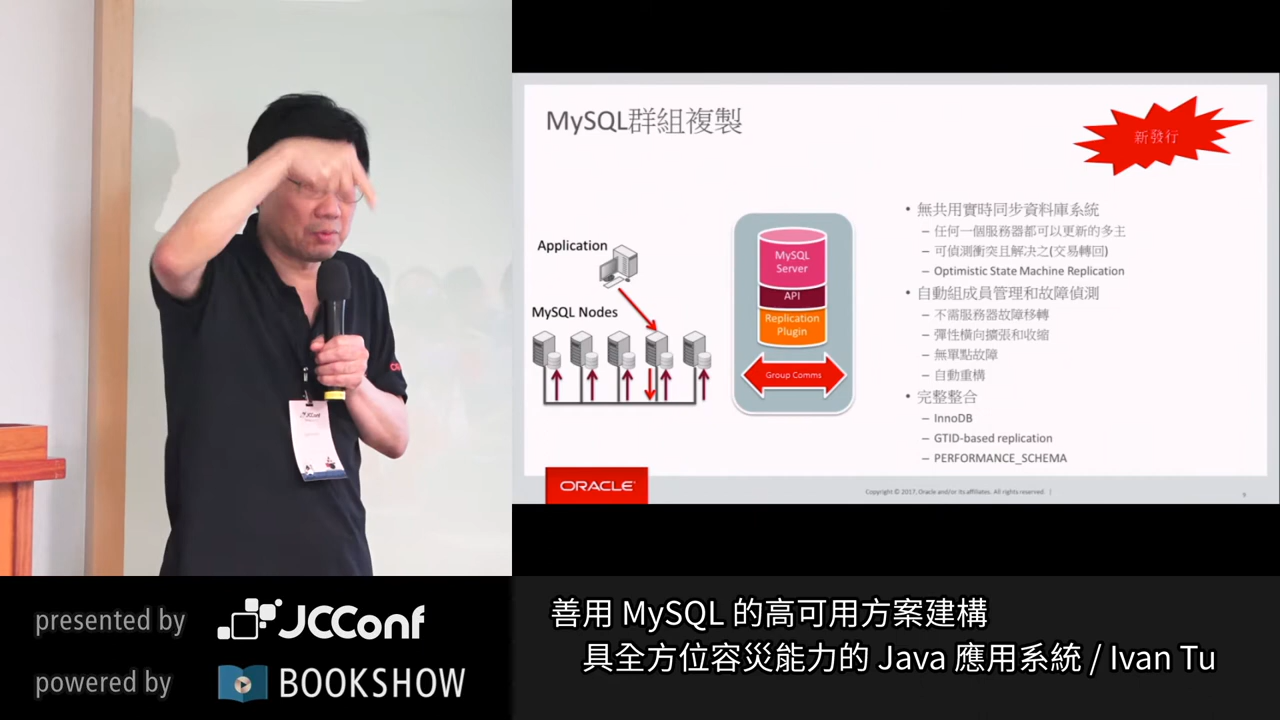 MySQL群組複製
新發行
Application
MySQL Nodes
MySQL
Server
API
Replication
Plugin
Group Comms
• 無共用實時同步資料庫系統
– 任何一個服務器都可以更新的多主
– 可偵測衝突且解決之(交易轉回)
– Optimistic State Machine Replication
• 自動組成員管理和故障偵測
– 不需服務器故障移轉
– 彈性橫向擴張和收縮
– 無單點故障
– 自動重構
• 完整整合
– InnoDB
– GTID-based replication
– PERFORMANCE_SCHEMA
ORACLE
Copyright © 2017, Oracle and/or its affiliates. All rights reserved. |
presented by JCConf
powered by BOOKSHOW
善用 MySQL 的高可用方案建構
具全方位容災能力的 Java 應用系統 / Ivan Tu